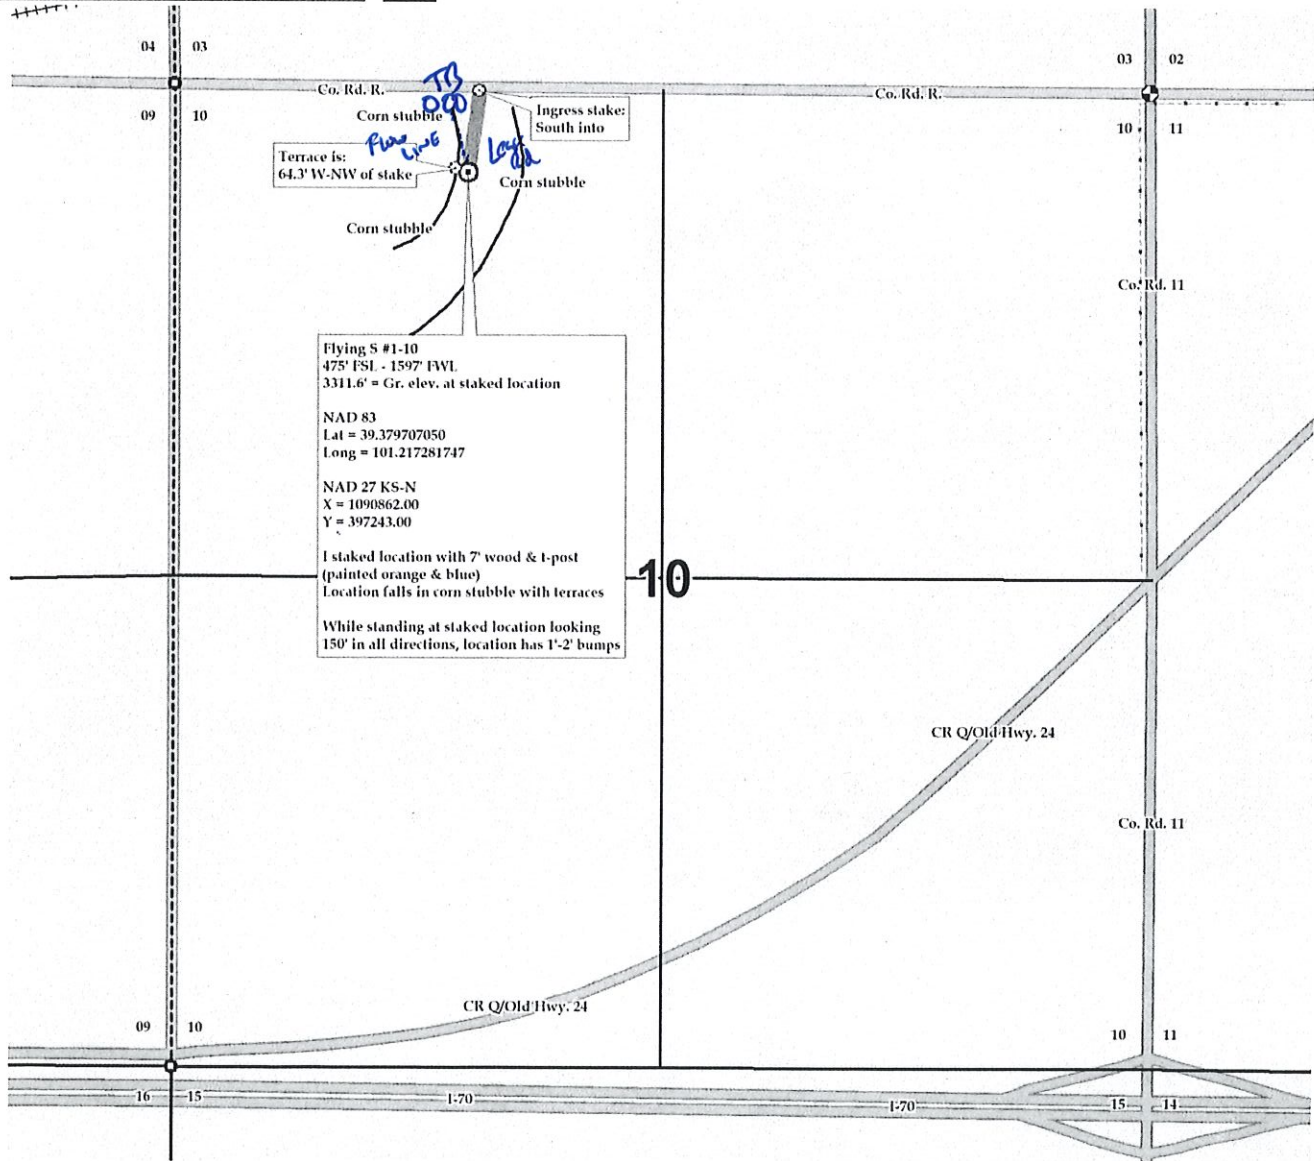 04 03
03 02
Co. Rd. R.
TB
Co. Rd. R.
Corn stubble
Ingress stake:
South into
09 10
10 11
FLOW
LINE
Terrace is:
64.3' W-NW of stake
Corn stubble
Corn stubble
Co. Rd. 11
Flying S #1-10
475' FSL - 1597' FWL
3311.6' = Gr. elev. at staked location
NAD 83
Lat = 39.379707050
Long = 101.217281747
NAD 27 KS-N
X = 1090862.00
Y = 397243.00
I staked location with 7' wood & t-post
(painted orange & blue)
Location falls in corn stubble with terraces
While standing at staked location looking
150' in all directions, location has 1'-2' bumps
10
CR Q/Old Hwy. 24
Co. Rd. 11
CR Q/Old Hwy. 24
09 10
10 11
16 15
I-70
I-70
15 14